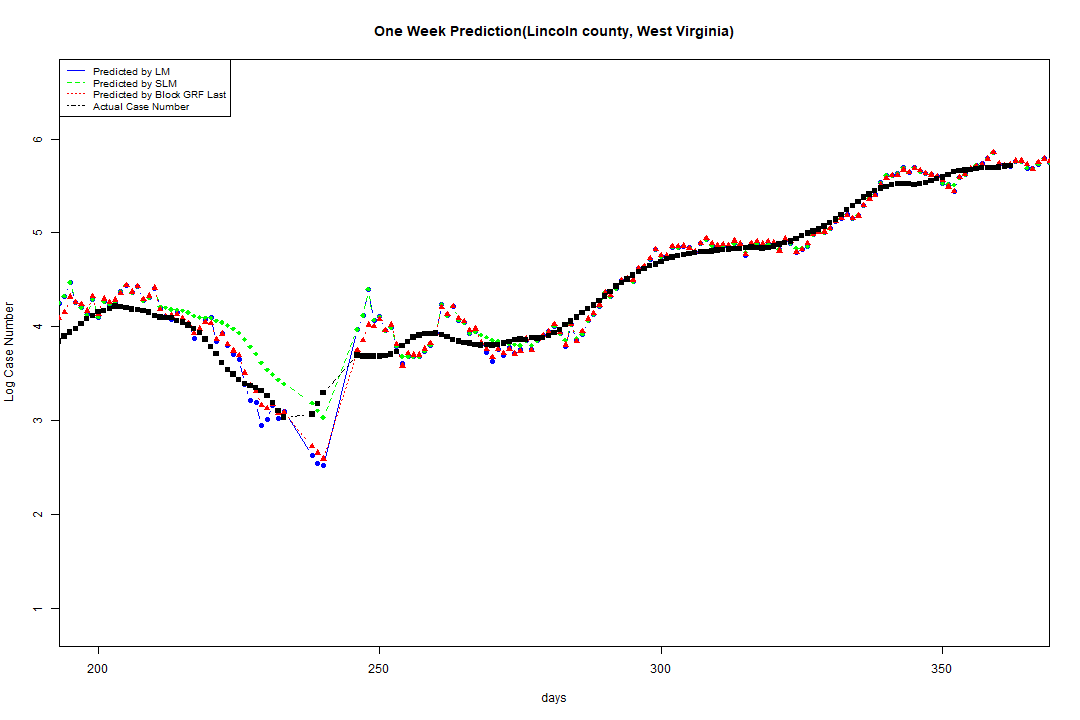 One Week Prediction(Lincoln county, West Virginia)
Predicted by LM
Predicted by SLM
Predicted by Block GRF Last
Actual Case Number
6
5
4
3
2
1
Log Case Number
200
250
300
350
days